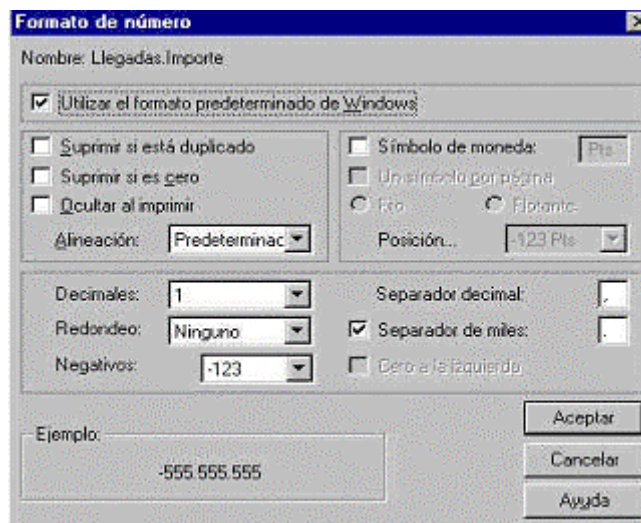 Formato de número
Nombre: Llegadas.Importe
Utilizar el formato predeterminado de Windows
Suprimir si está duplicado
Suprimir si es cero
Ocultar al imprimir
Alineación: Predeterminac
Símbolo de moneda: Pts
Un símbolo por página
Fijo Flotante
Posición... -123 Pts
Decimales: 1
Redondeo: Ninguno
Negativos: -123
Separador decimal: ,
Separador de miles: .
Cero a la izquierda
Ejemplo:
-555.555.555
Aceptar
Cancelar
Ayuda